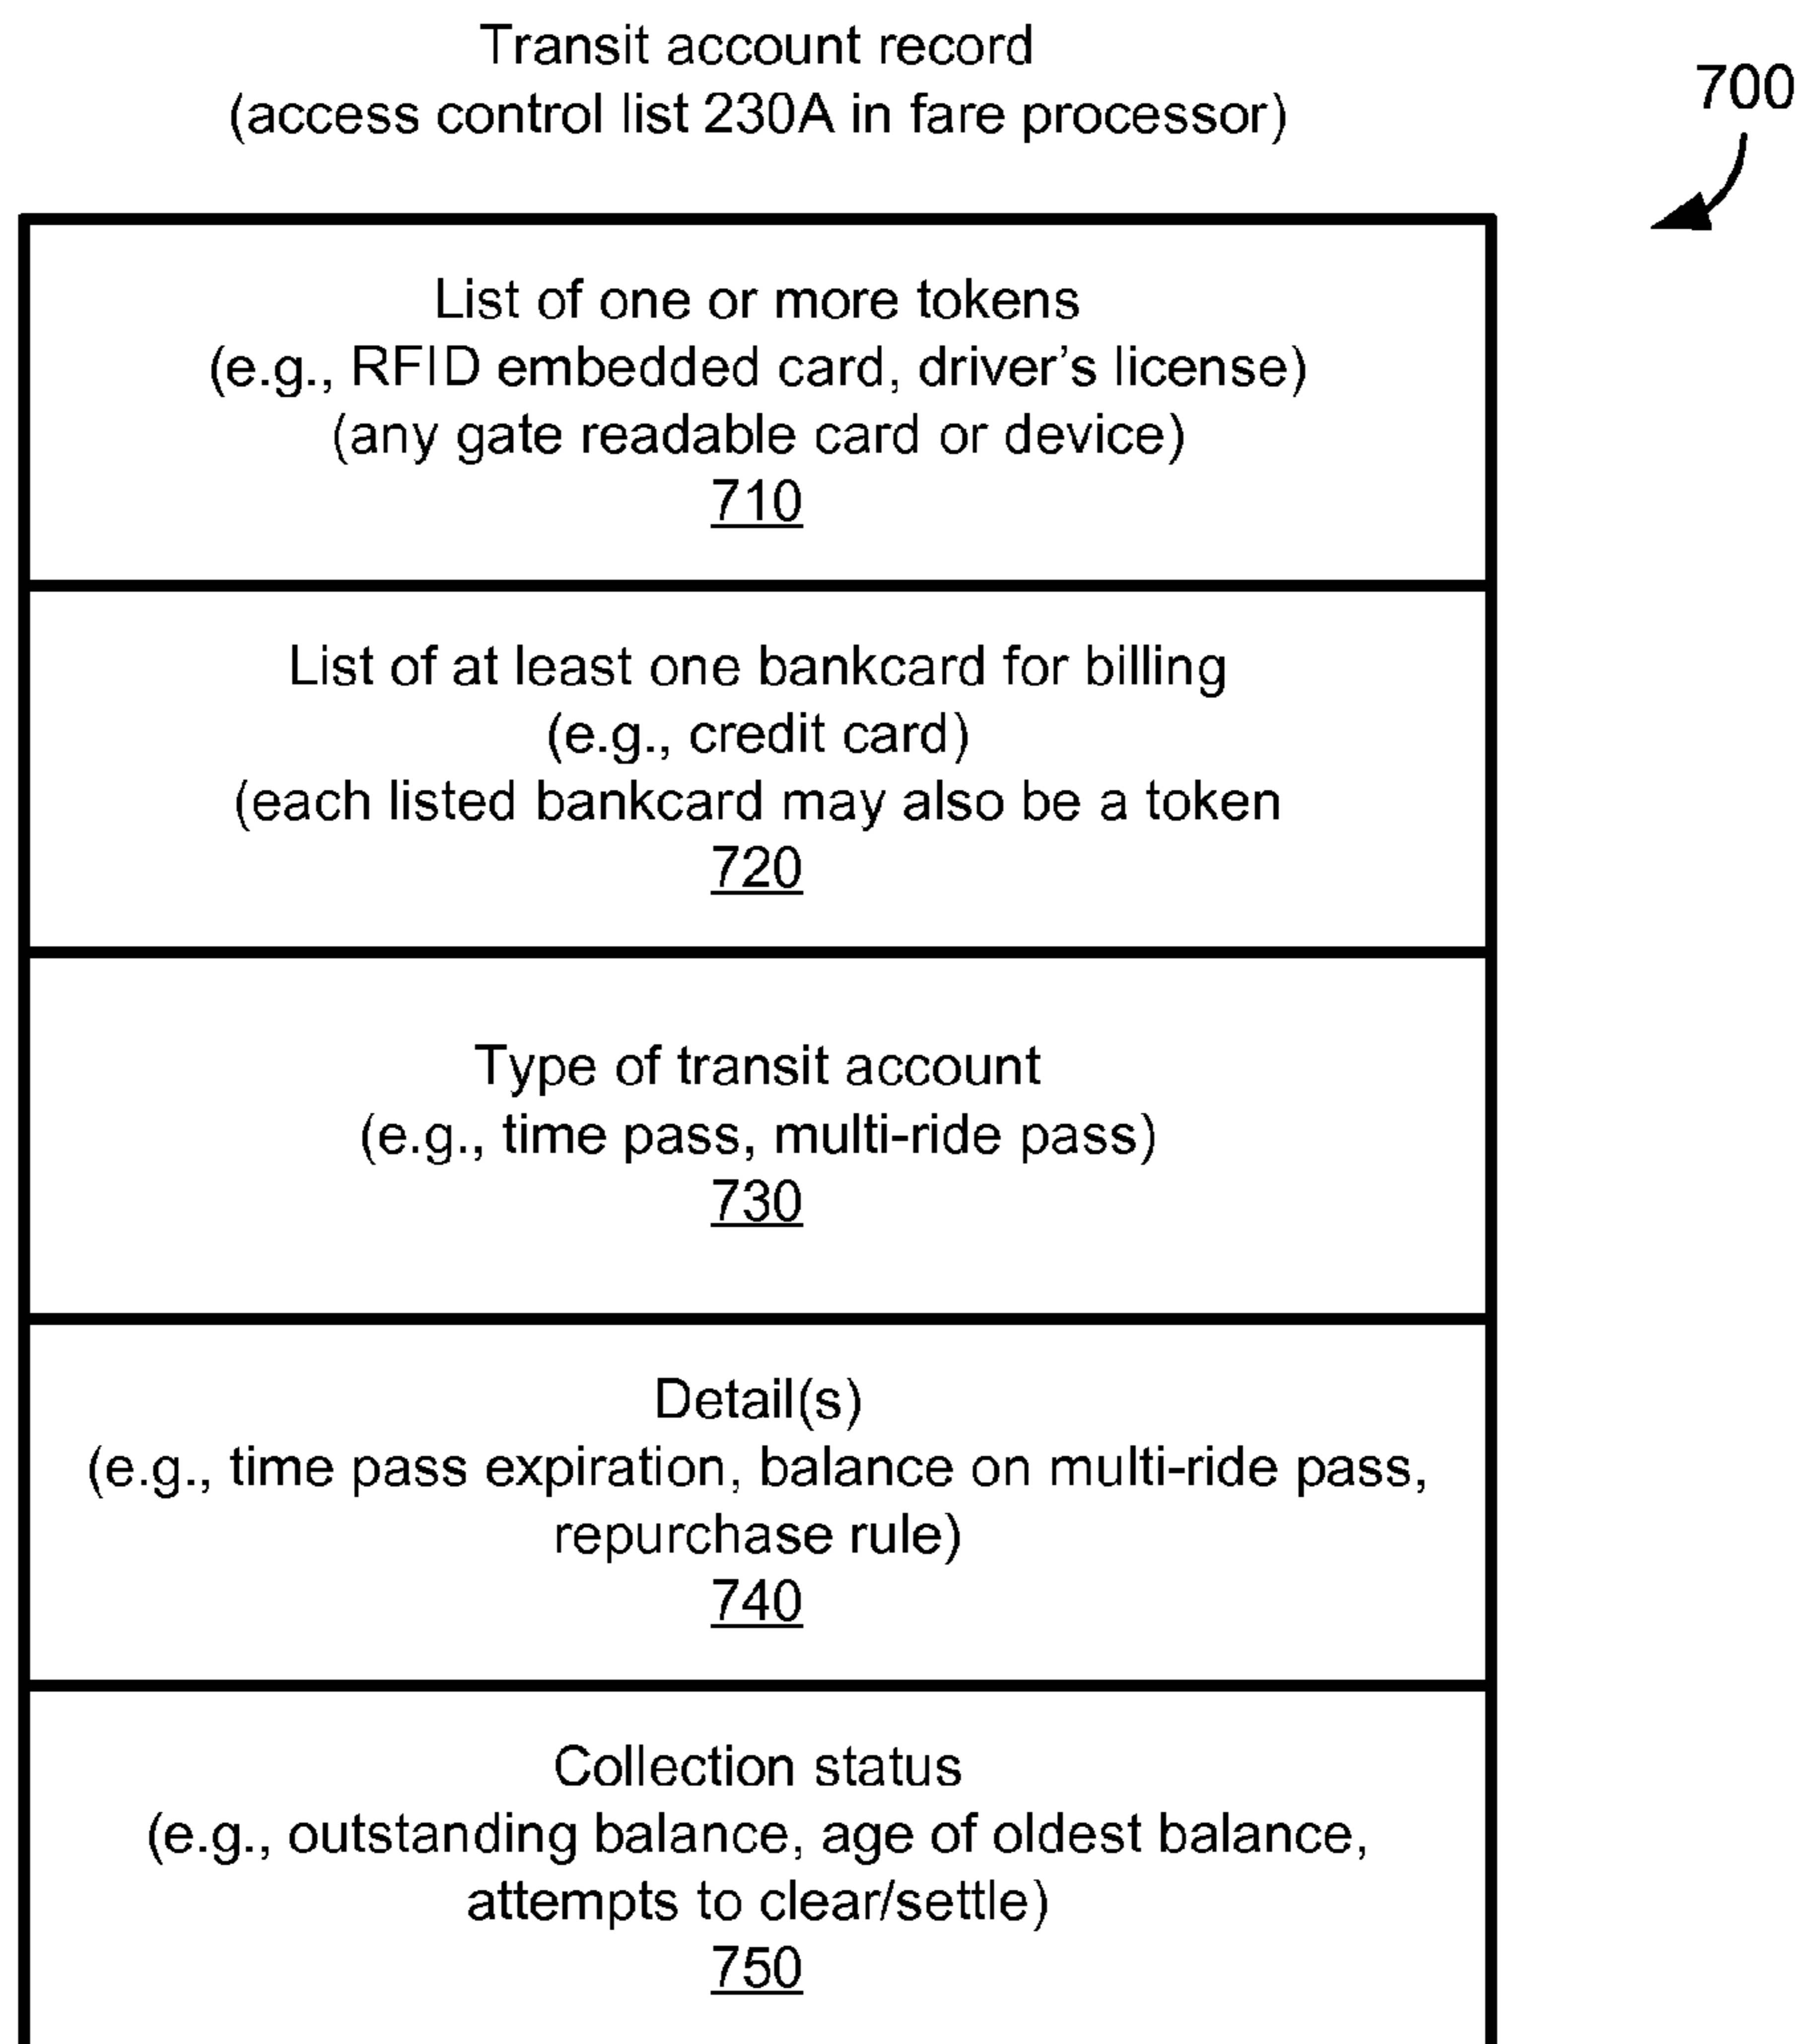 Transit account record
(access control list 230A in fare processor)
700
List of one or more tokens
(e.g., RFID embedded card, driver's license)
(any gate readable card or device)
710
List of at least one bankcard for billing
(e.g., credit card)
(each listed bankcard may also be a token
720
Type of transit account
(e.g., time pass, multi-ride pass)
730
Detail(s)
(e.g., time pass expiration, balance on multi-ride pass,
repurchase rule)
740
Collection status
(e.g., outstanding balance, age of oldest balance,
attempts to clear/settle)
750